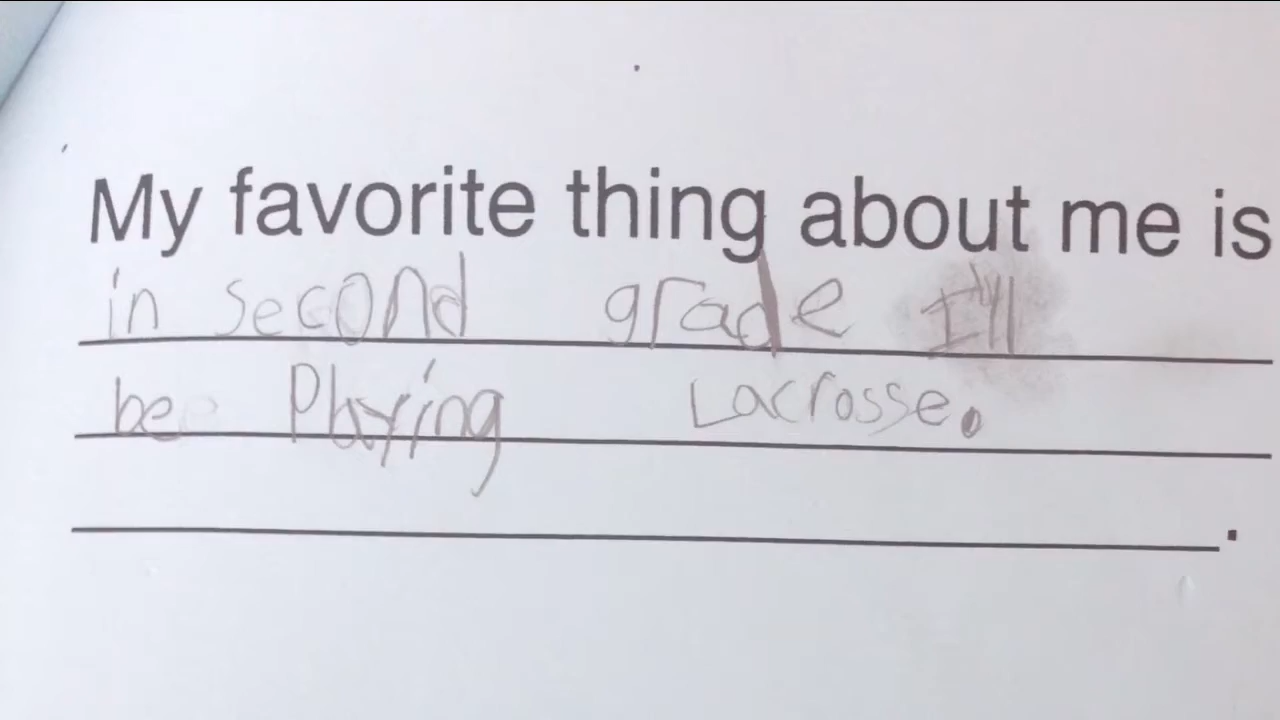 My favorite thing about me is
in second grade I'll
be Playing Lacrosse.
.